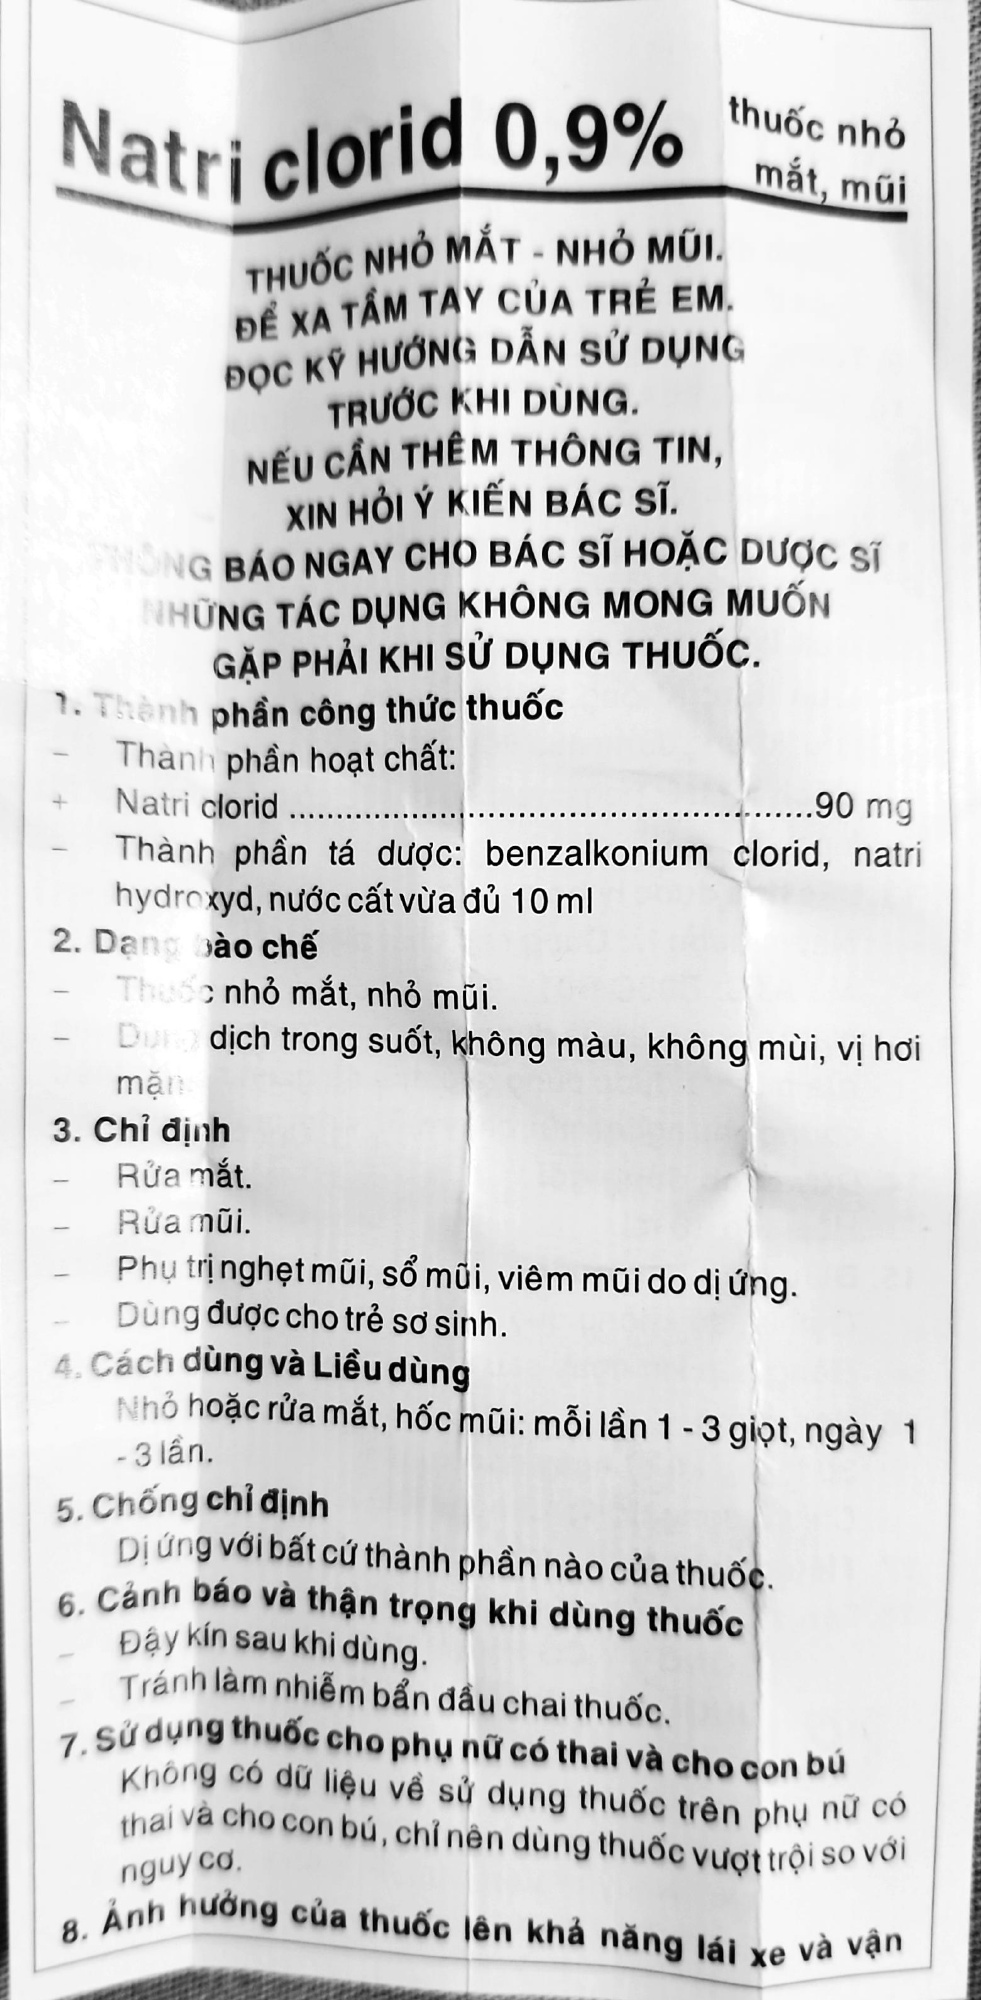 Natri clorid 0,9% thuốc nhỏ
mắt, mũi
THUỐC NHỎ MẮT - NHỎ MŨI.
ĐỂ XA TẦM TAY CỦA TRẺ EM.
ĐỌC KỸ HƯỚNG DẪN SỬ DỤNG
TRƯỚC KHI DÙNG.
NẾU CẦN THÊM THÔNG TIN,
XIN HỎI Ý KIẾN BÁC SĨ.
THÔNG BÁO NGAY CHO BÁC SĨ HOẶC DƯỢC SĨ
NHỮNG TÁC DỤNG KHÔNG MONG MUỐN
GẶP PHẢI KHI SỬ DỤNG THUỐC.
1. Thành phần công thức thuốc
– Thành phần hoạt chất:
+ Natri clorid ........................................................90 mg
– Thành phần tá dược: benzalkonium clorid, natri
hydroxyd, nước cất vừa đủ 10 ml
2. Dạng bào chế
– Thuốc nhỏ mắt, nhỏ mũi.
– Dung dịch trong suốt, không màu, không mùi, vị hơi
mặn.
3. Chỉ định
– Rửa mắt.
– Rửa mũi.
– Phụ trị nghẹt mũi, sổ mũi, viêm mũi do dị ứng.
– Dùng được cho trẻ sơ sinh.
4. Cách dùng và Liều dùng
Nhỏ hoặc rửa mắt, hốc mũi: mỗi lần 1 - 3 giọt, ngày 1
- 3 lần.
5. Chống chỉ định
Dị ứng với bất cứ thành phần nào của thuốc.
6. Cảnh báo và thận trọng khi dùng thuốc
– Đậy kín sau khi dùng.
– Tránh làm nhiễm bẩn đầu chai thuốc.
7. Sử dụng thuốc cho phụ nữ có thai và cho con bú
Không có dữ liệu về sử dụng thuốc trên phụ nữ có
thai và cho con bú, chỉ nên dùng thuốc vượt trội so với
nguy cơ.
8. Ảnh hưởng của thuốc lên khả năng lái xe và vận